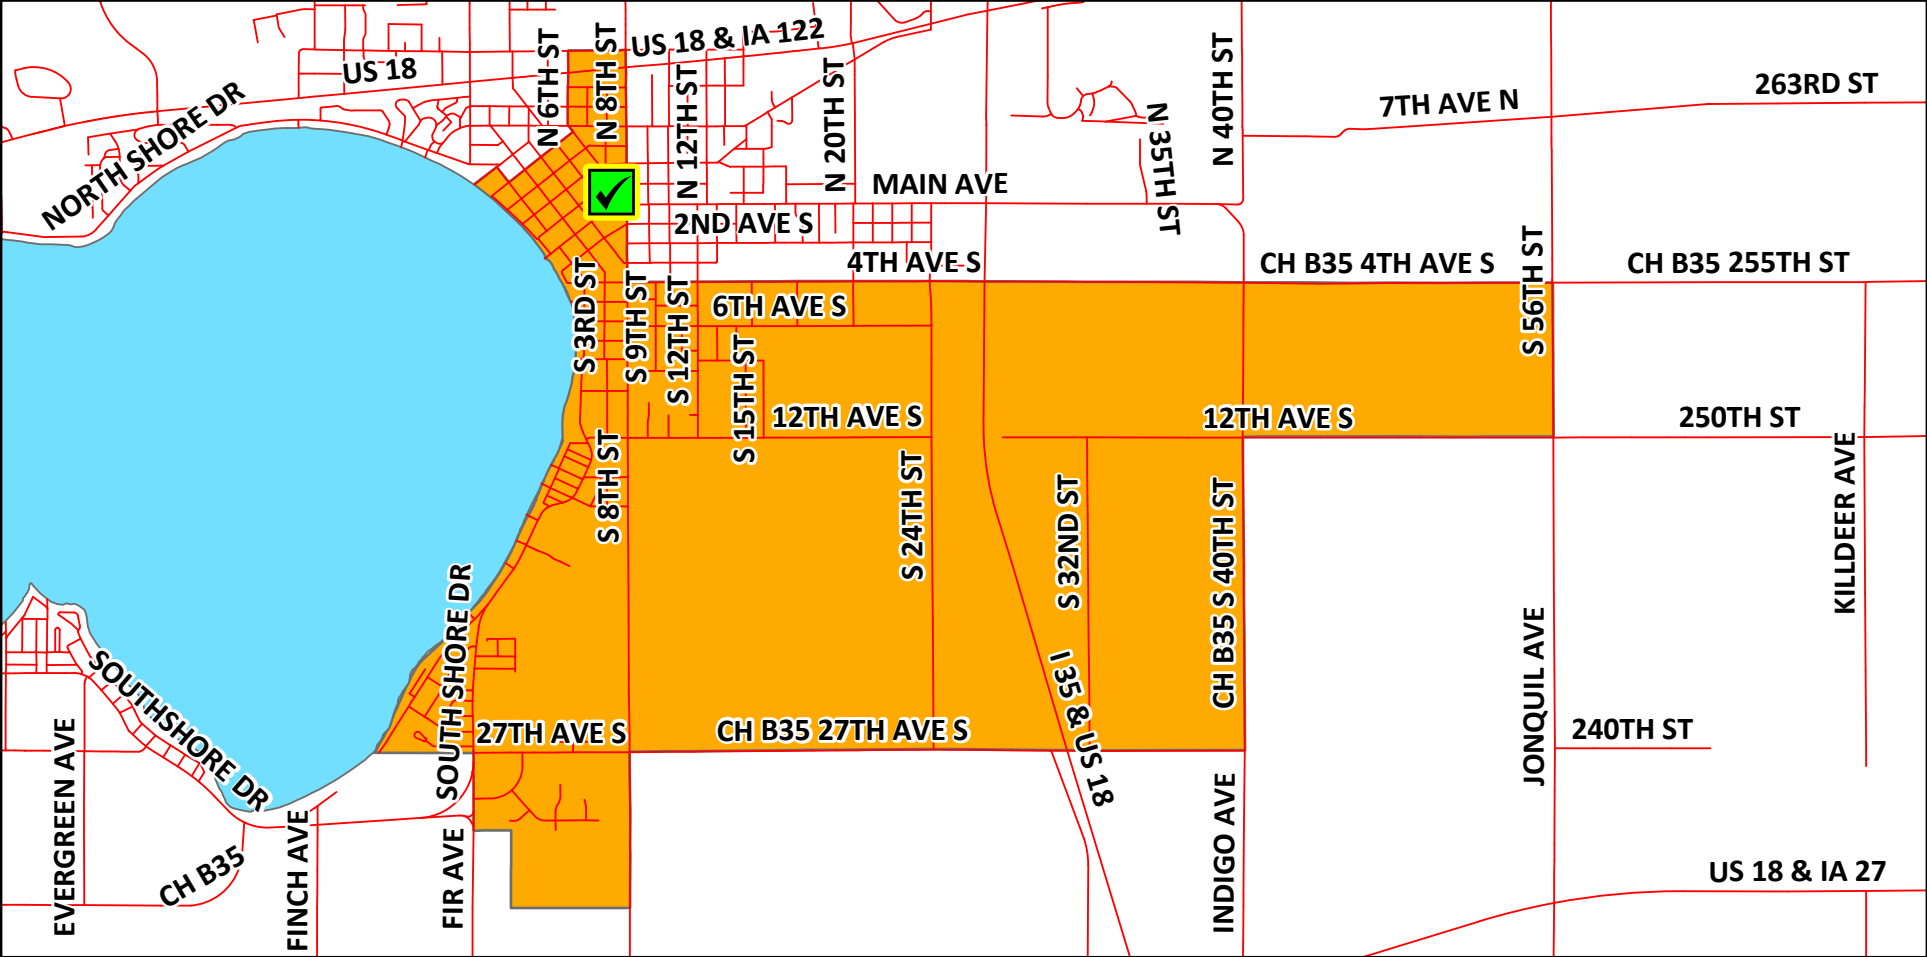 US 18 & IA 122
US 18
N 6TH ST
N 8TH ST
N 12TH ST
N 20TH ST
N 35TH ST
N 40TH ST
7TH AVE N
263RD ST
NORTH SHORE DR
MAIN AVE
2ND AVE S
4TH AVE S
CH B35 4TH AVE S
CH B35 255TH ST
S 56TH ST
S 3RD ST
S 9TH ST
S 12TH ST
6TH AVE S
S 15TH ST
12TH AVE S
12TH AVE S
250TH ST
S 8TH ST
S 24TH ST
S 32ND ST
CH B35 S 40TH ST
KILLDEER AVE
SOUTH SHORE DR
SOUTHSHORE DR
27TH AVE S
CH B35 27TH AVE S
I 35 & US 18
JONQUIL AVE
240TH ST
EVERGREEN AVE
CH B35
FINCH AVE
FIR AVE
INDIGO AVE
US 18 & IA 27